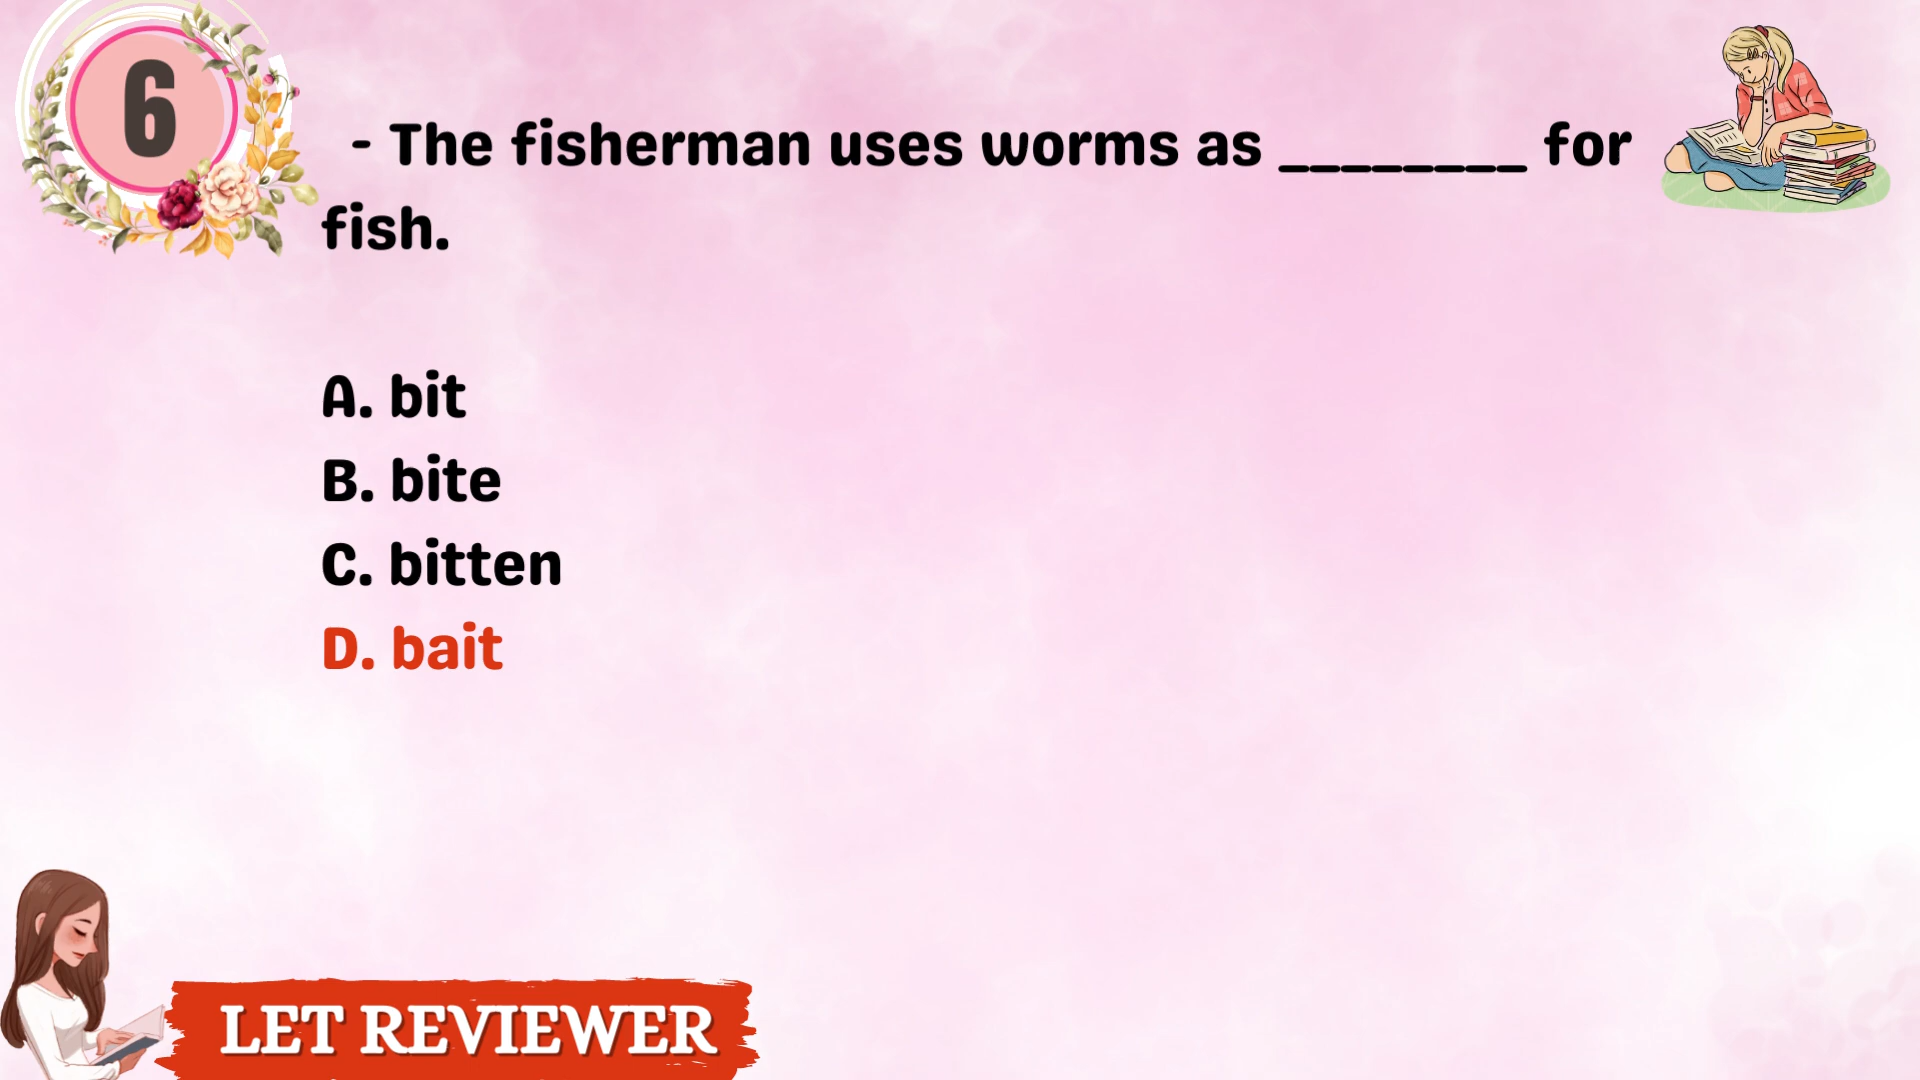 6
- The fisherman uses worms as ________ for
fish.
A. bit
B. bite
C. bitten
D. bait
LET REVIEWER